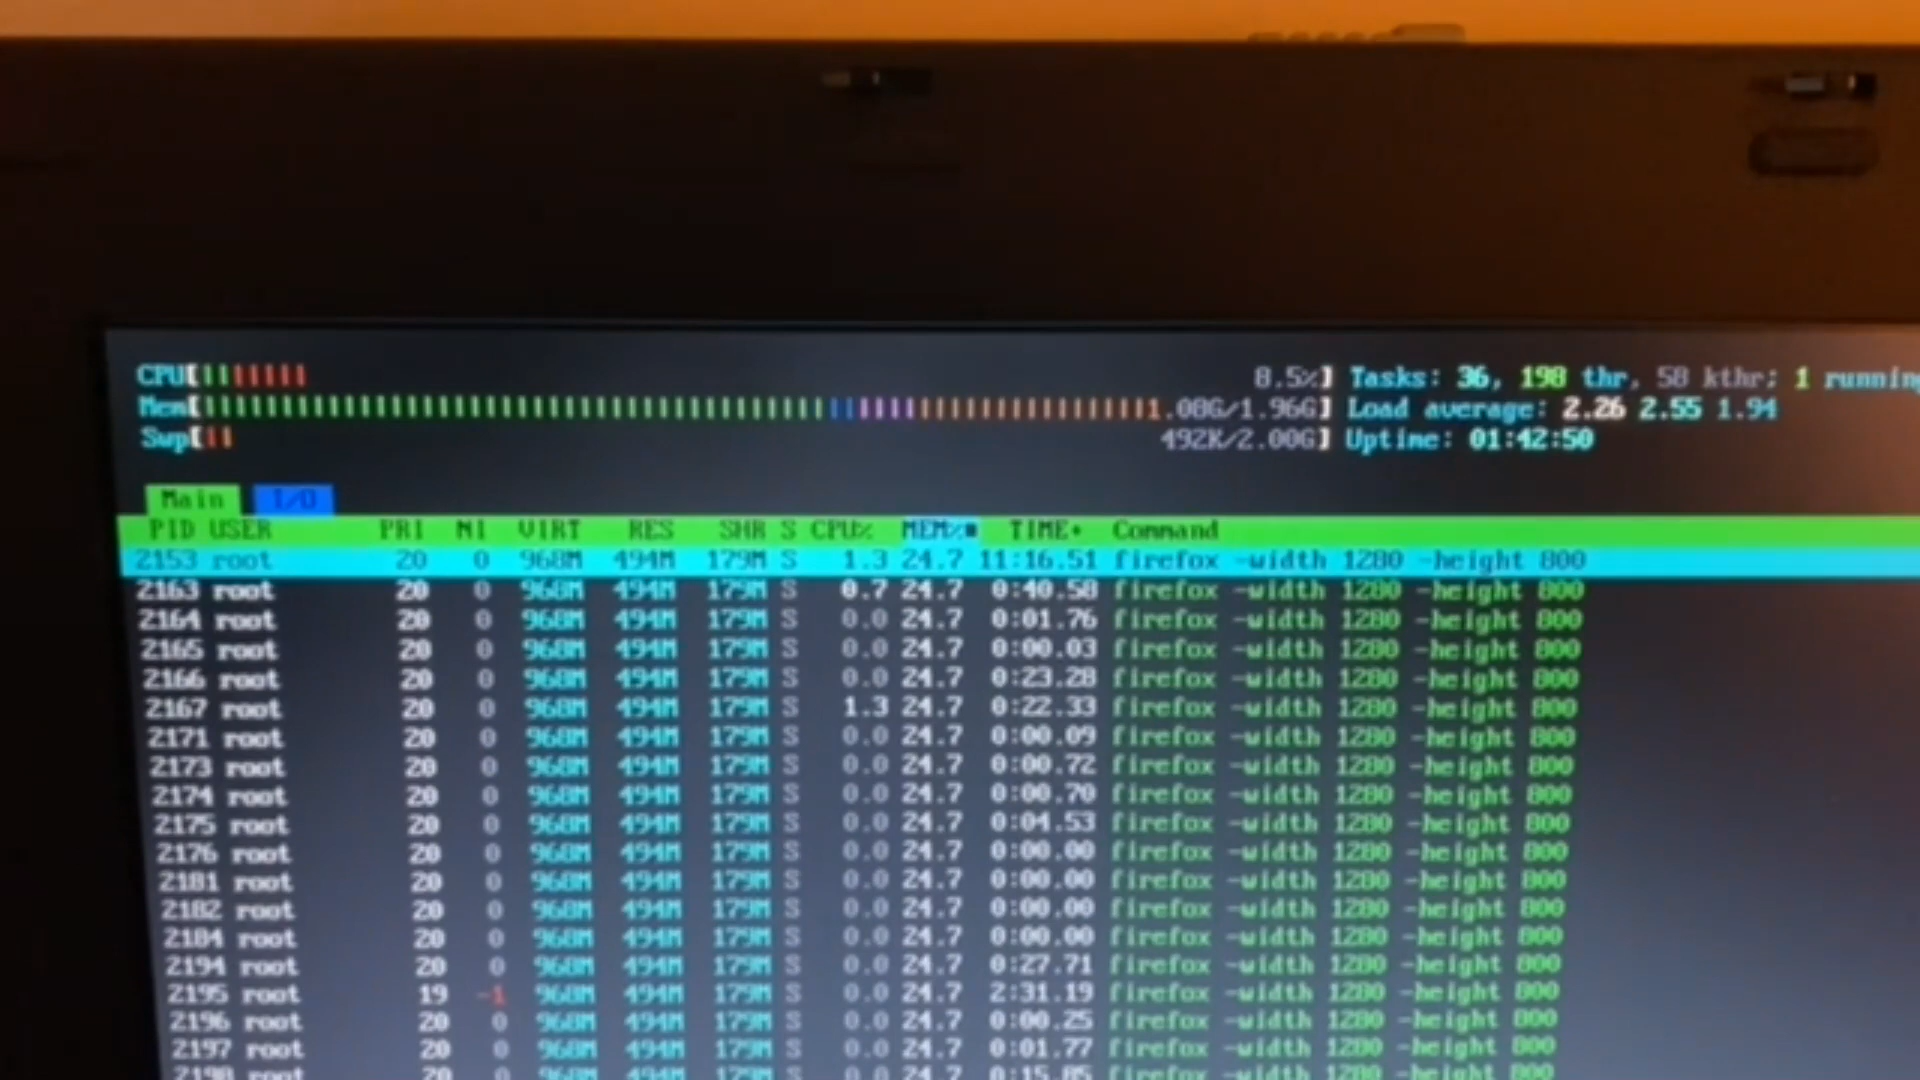 CPU[||||||||| 8.5%] Tasks: 36, 198 thr, 58 kthr; 1 running
Mem[||||||||||||||||||||||||||||||||||||||||||||||||||||||||||||||||1.08G/1.96G] Load average: 2.26 2.55 1.94
Swp[|| 492K/2.00G] Uptime: 01:42:50
Main I/O
PID USER PRI NI VIRT RES SHR S CPU% MEM% TIME+ Command
2153 root 20 0 968M 494M 179M S 1.3 24.7 11:16.51 firefox -width 1280 -height 800
2163 root 20 0 968M 494M 179M S 0.7 24.7 0:40.58 firefox -width 1280 -height 800
2164 root 20 0 968M 494M 179M S 0.0 24.7 0:01.76 firefox -width 1280 -height 800
2165 root 20 0 968M 494M 179M S 0.0 24.7 0:00.03 firefox -width 1280 -height 800
2166 root 20 0 968M 494M 179M S 0.0 24.7 0:23.28 firefox -width 1280 -height 800
2167 root 20 0 968M 494M 179M S 1.3 24.7 0:22.33 firefox -width 1280 -height 800
2171 root 20 0 968M 494M 179M S 0.0 24.7 0:00.09 firefox -width 1280 -height 800
2173 root 20 0 968M 494M 179M S 0.0 24.7 0:00.72 firefox -width 1280 -height 800
2174 root 20 0 968M 494M 179M S 0.0 24.7 0:00.70 firefox -width 1280 -height 800
2175 root 20 0 968M 494M 179M S 0.0 24.7 0:04.53 firefox -width 1280 -height 800
2176 root 20 0 968M 494M 179M S 0.0 24.7 0:00.00 firefox -width 1280 -height 800
2181 root 20 0 968M 494M 179M S 0.0 24.7 0:00.00 firefox -width 1280 -height 800
2182 root 20 0 968M 494M 179M S 0.0 24.7 0:00.00 firefox -width 1280 -height 800
2184 root 20 0 968M 494M 179M S 0.0 24.7 0:00.00 firefox -width 1280 -height 800
2194 root 20 0 968M 494M 179M S 0.0 24.7 0:27.71 firefox -width 1280 -height 800
2195 root 19 -1 968M 494M 179M S 0.0 24.7 2:31.19 firefox -width 1280 -height 800
2196 root 20 0 968M 494M 179M S 0.0 24.7 0:00.25 firefox -width 1280 -height 800
2197 root 20 0 968M 494M 179M S 0.0 24.7 0:01.77 firefox -width 1280 -height 800
2198 root 20 0 968M 494M 179M S 0.0 24.7 0:15.85 firefox -width 1280 -height 800